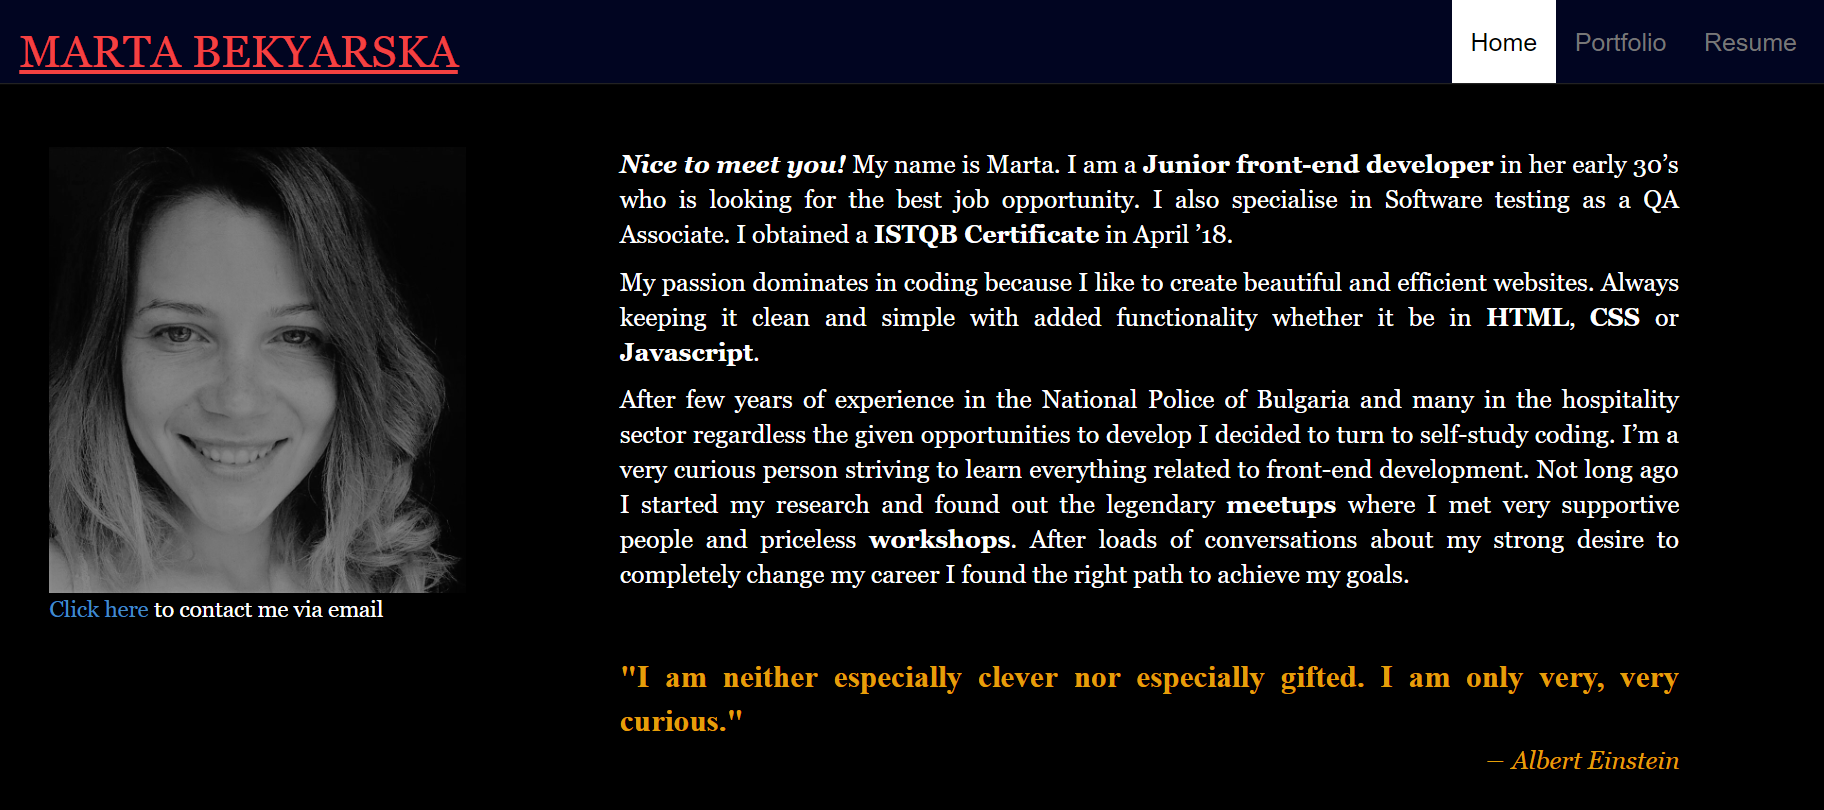 MARTA BEKYARSKA
Home Portfolio Resume
Nice to meet you! My name is Marta. I am a Junior front-end developer in her early 30’s
who is looking for the best job opportunity. I also specialise in Software testing as a QA
Associate. I obtained a ISTQB Certificate in April ’18.
My passion dominates in coding because I like to create beautiful and efficient websites. Always
keeping it clean and simple with added functionality whether it be in HTML, CSS or
Javascript.
After few years of experience in the National Police of Bulgaria and many in the hospitality
sector regardless the given opportunities to develop I decided to turn to self-study coding. I’m a
very curious person striving to learn everything related to front-end development. Not long ago
I started my research and found out the legendary meetups where I met very supportive
people and priceless workshops. After loads of conversations about my strong desire to
completely change my career I found the right path to achieve my goals.
Click here to contact me via email
"I am neither especially clever nor especially gifted. I am only very, very
curious."
— Albert Einstein